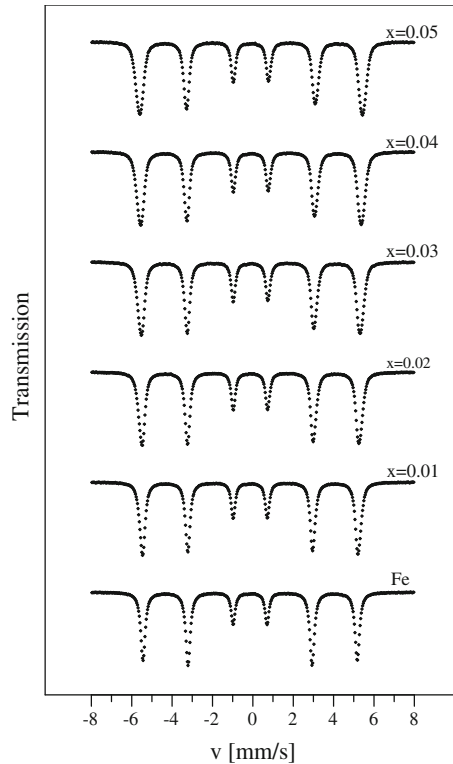 x=0.05
x=0.04
x=0.03
x=0.02
x=0.01
Fe
Transmission
-8 -6 -4 -2 0 2 4 6 8
v [mm/s]